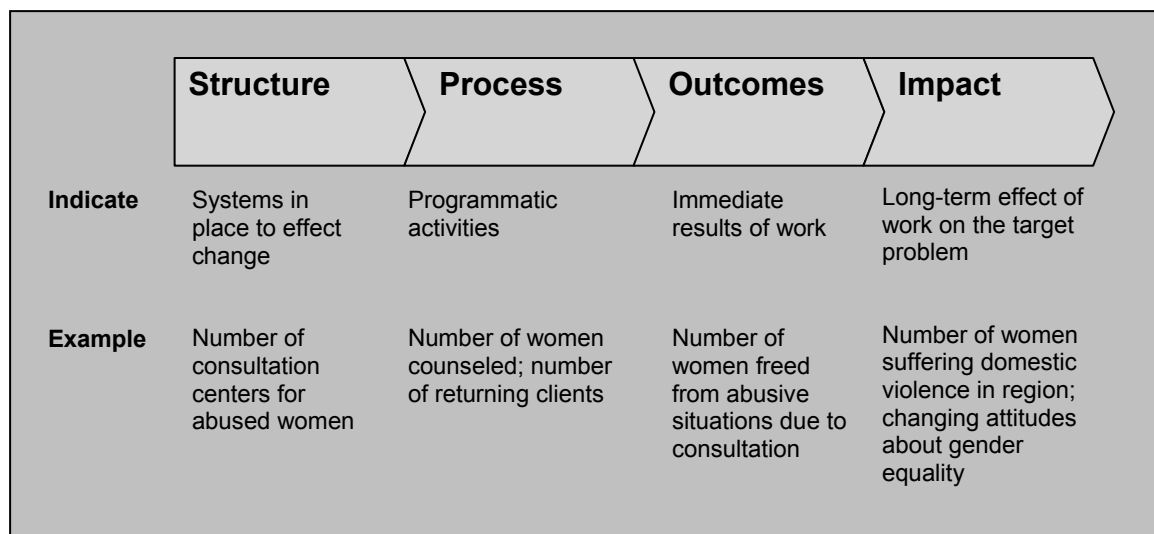 Structure
Process
Outcomes
Impact
Indicate
Systems in
place to effect
change
Programmatic
activities
Immediate
results of work
Long-term effect of
work on the target
problem
Example
Number of
consultation
centers for
abused women
Number of women
counseled; number
of returning clients
Number of
women freed
from abusive
situations due to
consultation
Number of women
suffering domestic
violence in region;
changing attitudes
about gender
equality